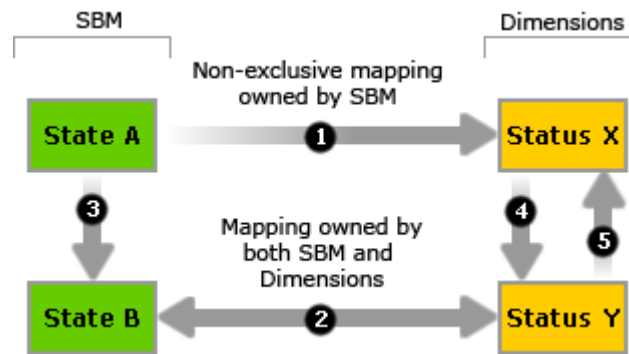 SBM
Dimensions
Non-exclusive mapping
owned by SBM
State A
1
Status X
3
4
5
Mapping owned by
both SBM and
Dimensions
State B
2
Status Y